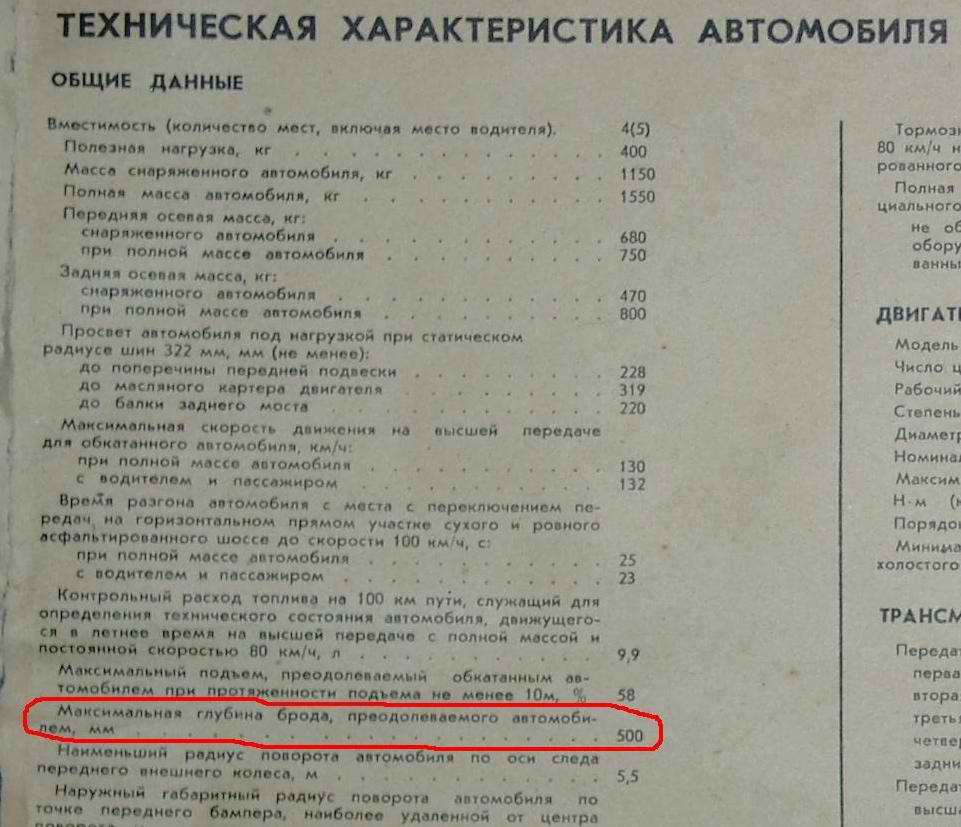 ТЕХНИЧЕСКАЯ ХАРАКТЕРИСТИКА АВТОМОБИЛЯ
ОБЩИЕ ДАННЫЕ
Вместимость (количество мест, включая место водителя). 4(5)
Полезная нагрузка, кг . . . . . . . . . . . 400
Масса снаряженного автомобиля, кг . . . . . . . . 1150
Полная масса автомобиля, кг . . . . . . . . . 1550
Передняя осевая масса, кг:
снаряженного автомобиля . . . . . . . . . . 680
при полной массе автомобиля . . . . . . . . 750
Задняя осевая масса, кг:
снаряженного автомобиля . . . . . . . . . . 470
при полной массе автомобиля . . . . . . . . 800
Просвет автомобиля под нагрузкой при статическом
радиусе шин 322 мм, мм (не менее):
до поперечины передней подвески . . . . . . . 228
до масляного картера двигателя . . . . . . . . 319
до балки заднего моста . . . . . . . . . . 220
Максимальная скорость движения на высшей передаче
для обкатанного автомобиля, км/ч:
при полной массе автомобиля . . . . . . . . 130
с водителем и пассажиром . . . . . . . . . 132
Время разгона автомобиля с места с переключением пе-
редач на горизонтальном прямом участке сухого и ровного
асфальтированного шоссе до скорости 100 км/ч, с:
при полной массе автомобиля . . . . . . . . 25
с водителем и пассажиром . . . . . . . . . 23
Контрольный расход топлива на 100 км пути, служащий для
определения технического состояния автомобиля, движущего-
ся в летнее время на высшей передаче с полной массой и
постоянной скоростью 80 км/ч, л . . . . . . . . . 9,9
Максимальный подъем, преодолеваемый обкатанным ав-
томобилем при протяженности подъема не менее 10м, % 58
Максимальная глубина брода, преодолеваемого автомоби-
лем, мм . . . . . . . . . . . . . . . 500
Наименьший радиус поворота автомобиля по оси следа
переднего внешнего колеса, м . . . . . . . . . 5,5
Наружный габаритный радиус поворота автомобиля по
точке переднего бампера, наиболее удаленной от центра
поворота
Тормозн
80 км/ч н
рованного
Полная
циального
не об
обору
ванны
ДВИГАТ
Модель
Число ц
Рабочий
Степень
Диаметр
Номинал
Максим
Н·м (к
Порядо
Минима
холостого
ТРАНСМ
Передат
перва
вторая
треть
четвер
задни
Передат
высша